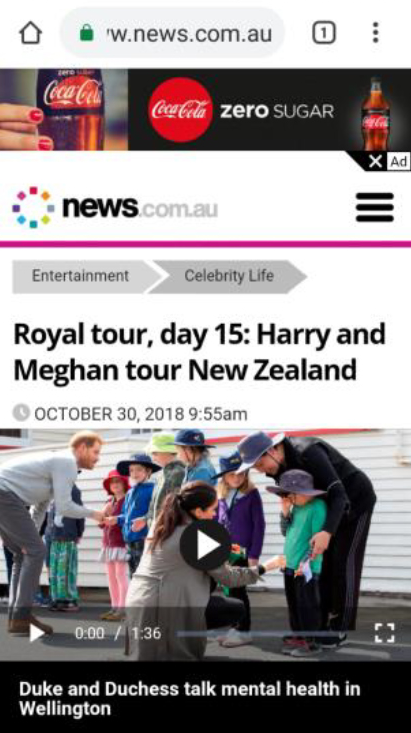 w.news.com.au
1
zero sugar
Coca-Cola
Coca-Cola
zero SUGAR
Coca-Cola
Ad
news.com.au
Entertainment
Celebrity Life
Royal tour, day 15: Harry and
Meghan tour New Zealand
OCTOBER 30, 2018 9:55am
0:00 / 1:36
Duke and Duchess talk mental health in
Wellington